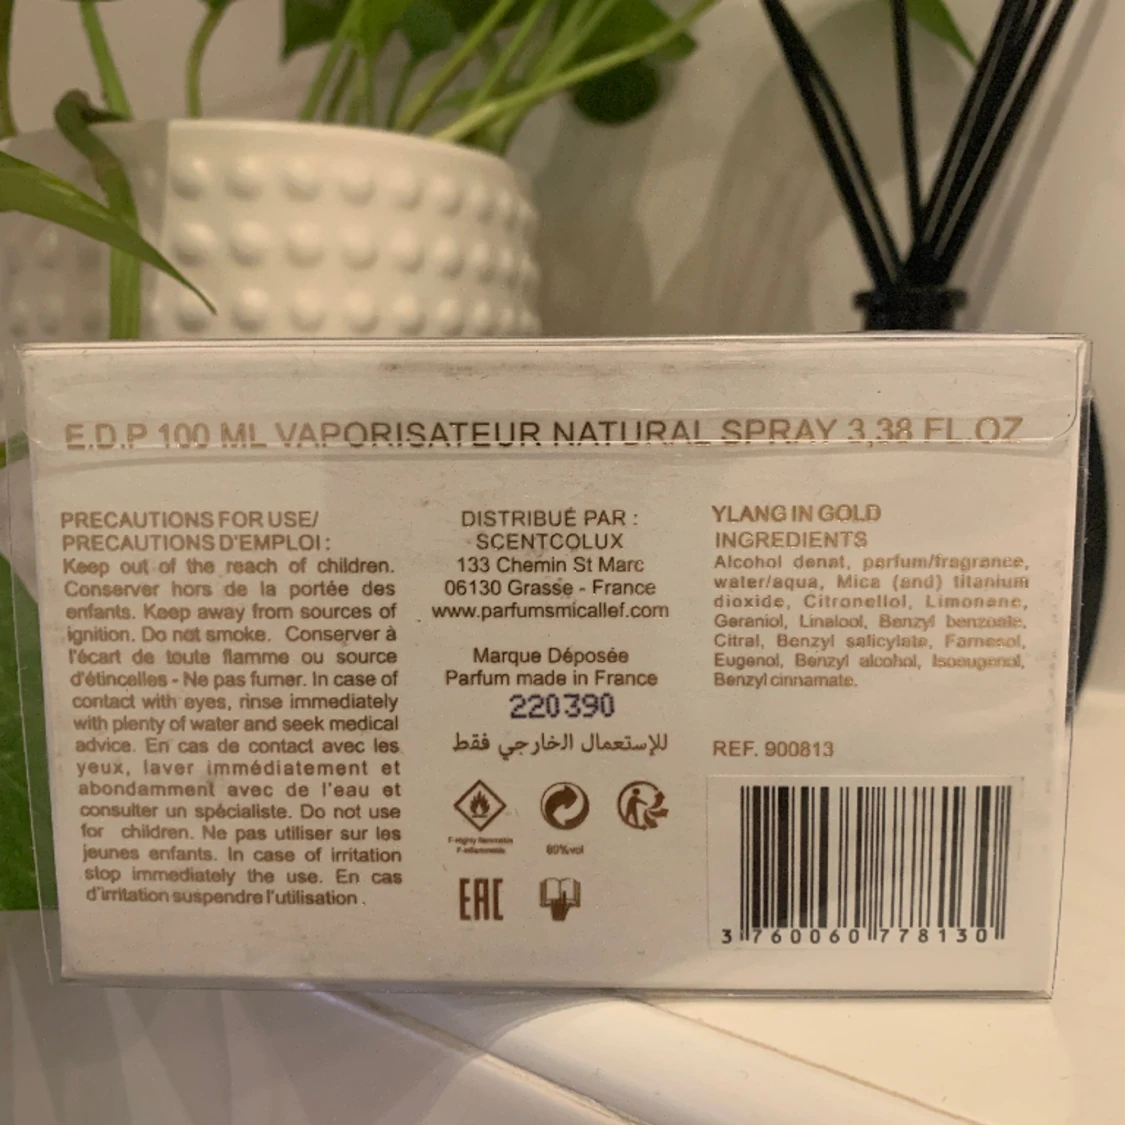 E.D.P 100 ML VAPORISATEUR NATURAL SPRAY 3,38 FL.OZ
PRECAUTIONS FOR USE/
PRECAUTIONS D'EMPLOI :
Keep out of the reach of children.
Conserver hors de la portée des
enfants. Keep away from sources of
ignition. Do not smoke. Conserver à
l'écart de toute flamme ou source
d'étincelles - Ne pas fumer. In case of
contact with eyes, rinse immediately
with plenty of water and seek medical
advice. En cas de contact avec les
yeux, laver immédiatement et
abondamment avec de l'eau et
consulter un spécialiste. Do not use
for children. Ne pas utiliser sur les
jeunes enfants. In case of irritation
stop immediately the use. En cas
d'irritation suspendre l'utilisation.
DISTRIBUÉ PAR :
SCENTCOLUX
133 Chemin St Marc
06130 Grasse - France
www.parfumsmicallef.com
Marque Déposée
Parfum made in France
220390
للإستعمال الخارجي فقط
80%vol
EAC
YLANG IN GOLD
INGREDIENTS
Alcohol denat, parfum/fragrance,
water/aqua, Mica (and) titanium
dioxide, Citronellol, Limonene,
Geraniol, Linalool, Benzyl benzoate,
Citral, Benzyl salicylate, Farnesol,
Eugenol, Benzyl alcohol, Isoeugenol,
Benzyl cinnamate.
REF. 900813
3 760060 778130